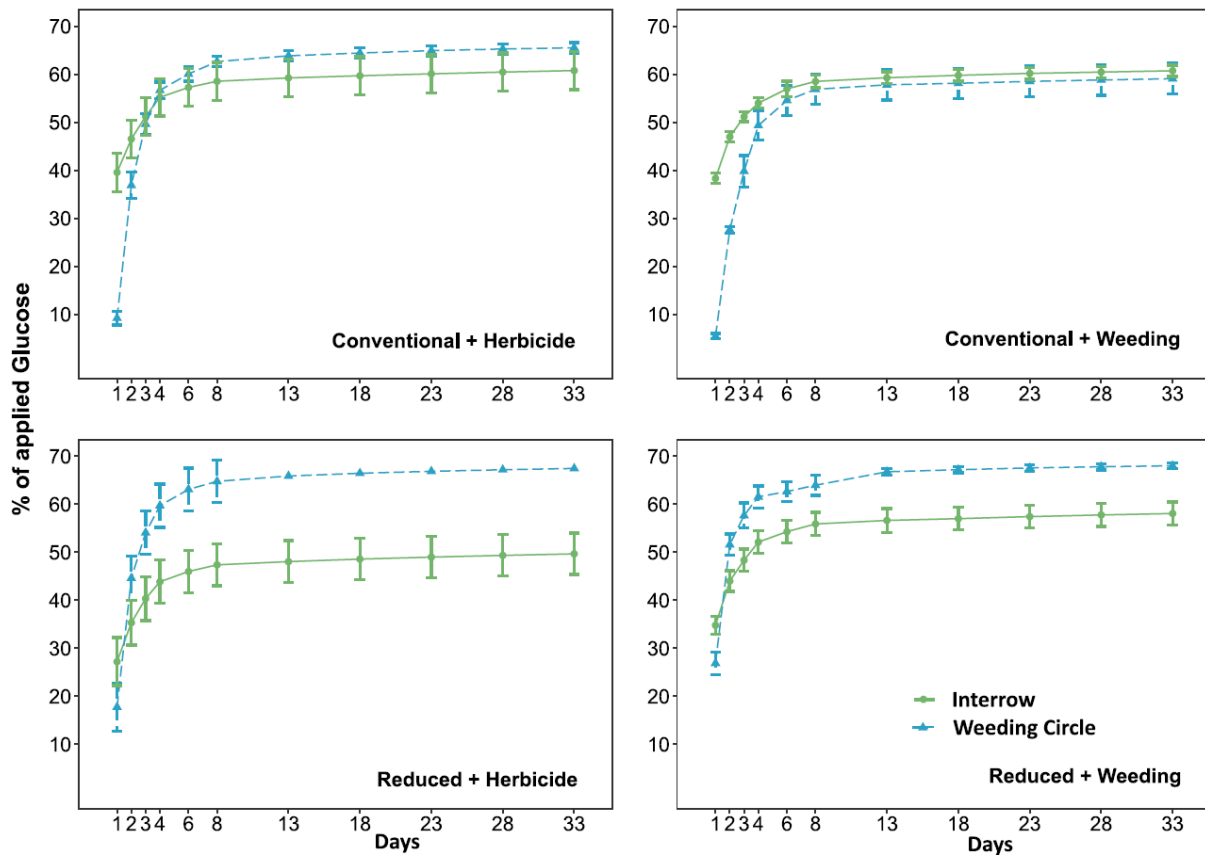 % of applied Glucose
70
60
50
40
30
20
10
Conventional + Herbicide
1 2 3 4 6 8 13 18 23 28 33
70
60
50
40
30
20
10
Conventional + Weeding
1 2 3 4 6 8 13 18 23 28 33
70
60
50
40
30
20
10
Reduced + Herbicide
1 2 3 4 6 8 13 18 23 28 33
Days
70
60
50
40
30
20
10
Interrow
Weeding Circle
Reduced + Weeding
1 2 3 4 6 8 13 18 23 28 33
Days